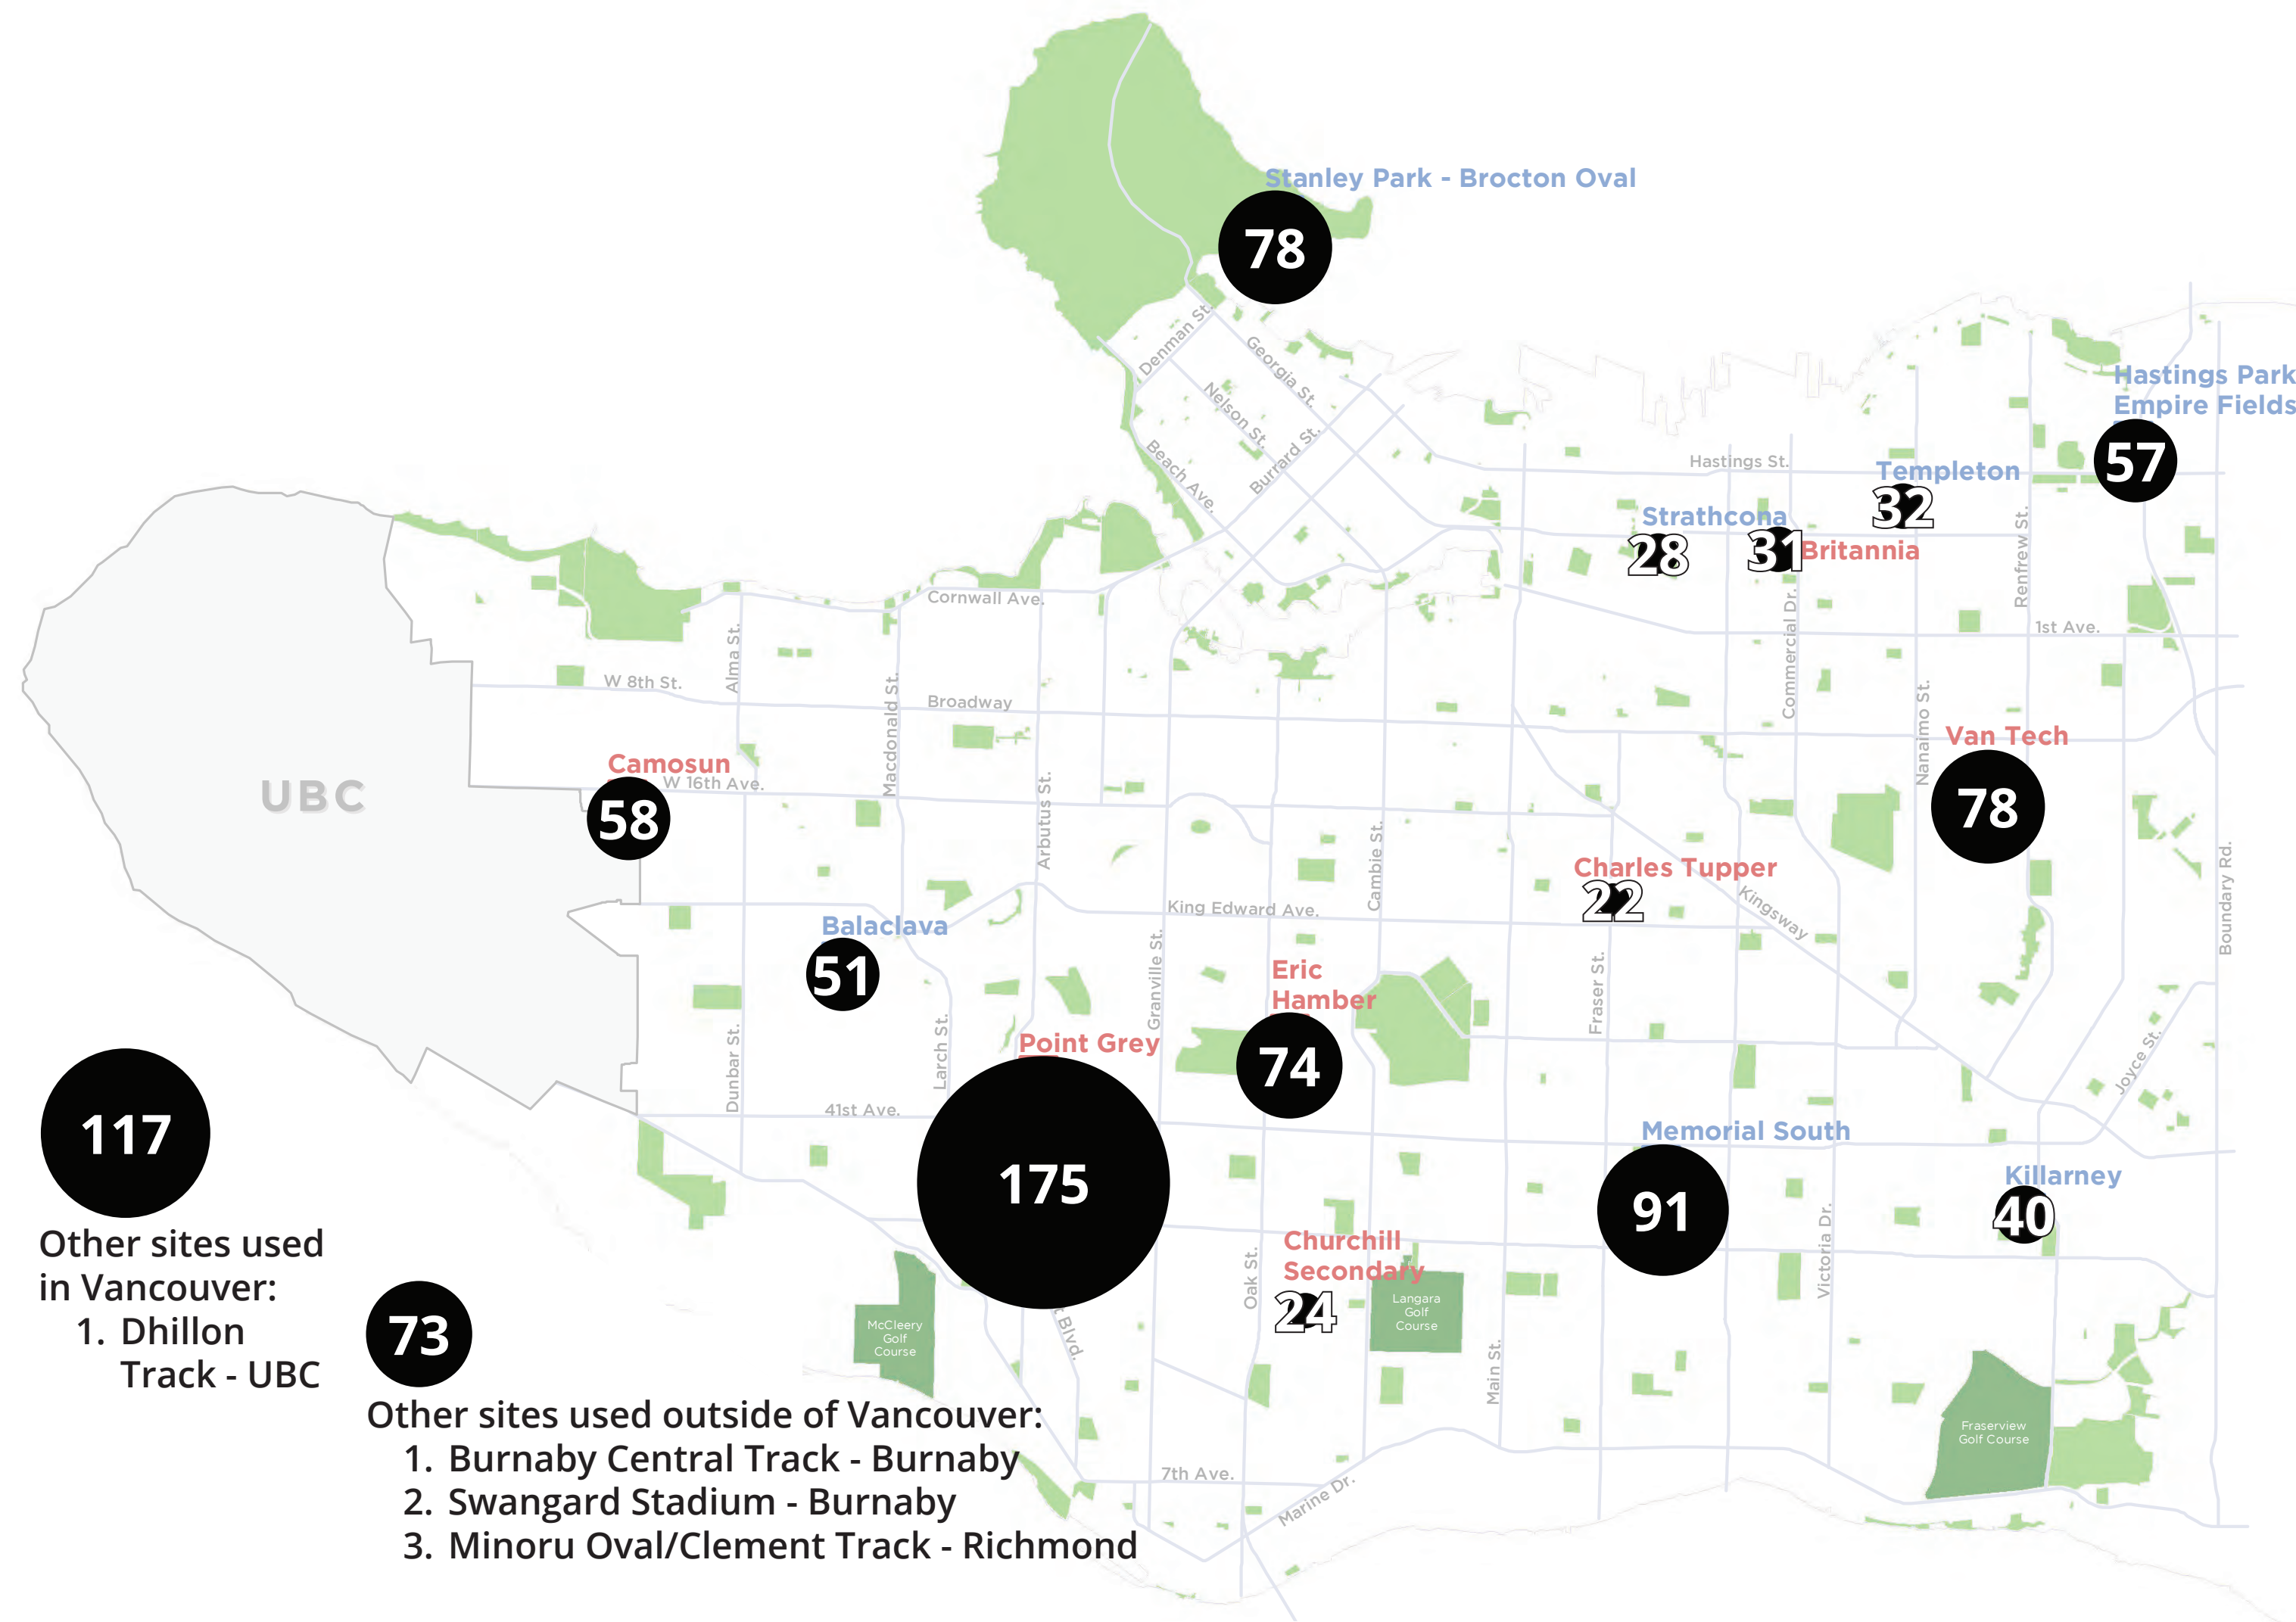 Stanley Park - Brocton Oval
78
Denman St.
Georgia St.
Nelson St.
Burrard St.
Beach Ave.
Hastings Park
Empire Fields
57
Hastings St.
Templeton
32
Strathcona
28
31
Britannia
Renfrew St.
Cornwall Ave.
Commercial Dr.
1st Ave.
Alma St.
W 8th St.
Macdonald St.
Broadway
Nanaimo St.
Van Tech
78
Camosun
W 16th Ave.
58
UBC
Arbutus St.
Cambie St.
Charles Tupper
22
Kingsway
Boundary Rd.
King Edward Ave.
Balaclava
51
Granville St.
Eric
Hamber
74
Fraser St.
Dunbar St.
Larch St.
Point Grey
175
41st Ave.
Joyce St.
117
Other sites used
in Vancouver:
1. Dhillon
Track - UBC
Memorial South
91
Killarney
40
Victoria Dr.
Churchill
Secondary
24
Oak St.
Langara
Golf
Course
McCleery
Golf
Course
Blvd.
Main St.
73
Other sites used outside of Vancouver:
1. Burnaby Central Track - Burnaby
2. Swangard Stadium - Burnaby
3. Minoru Oval/Clement Track - Richmond
Fraserview
Golf Course
7th Ave.
Marine Dr.